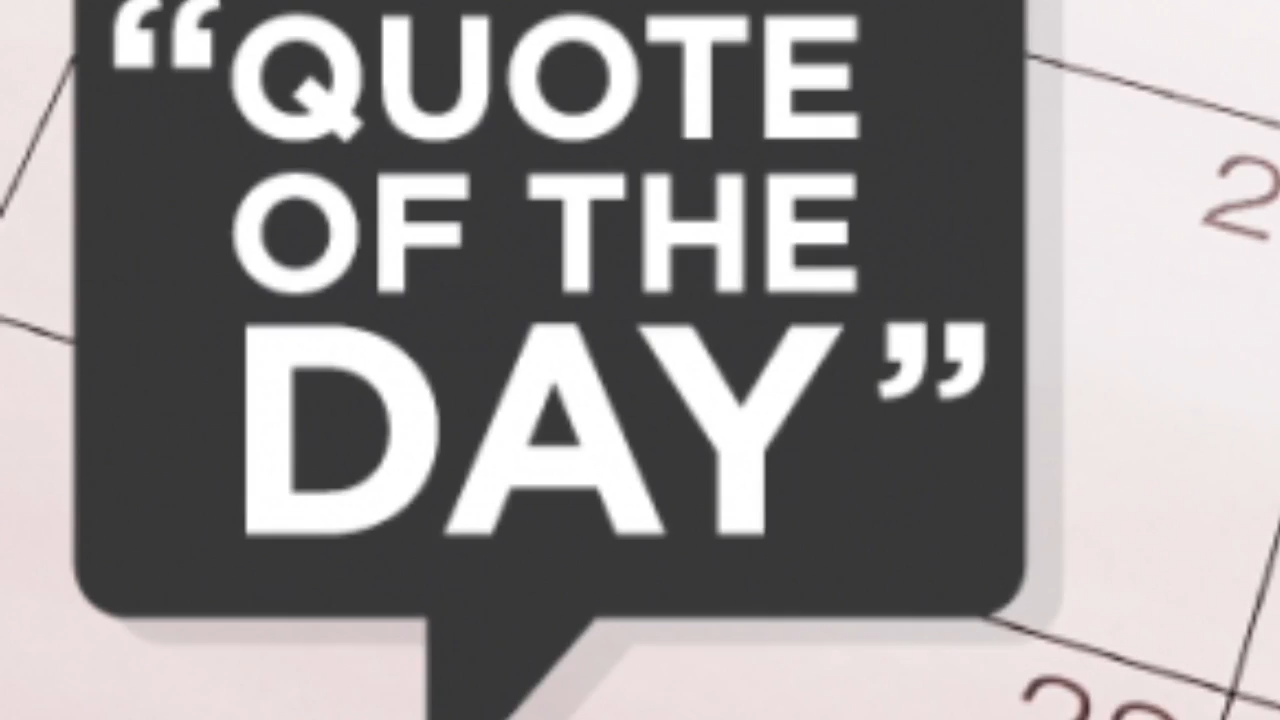 “QUOTE
OF THE
DAY”
2